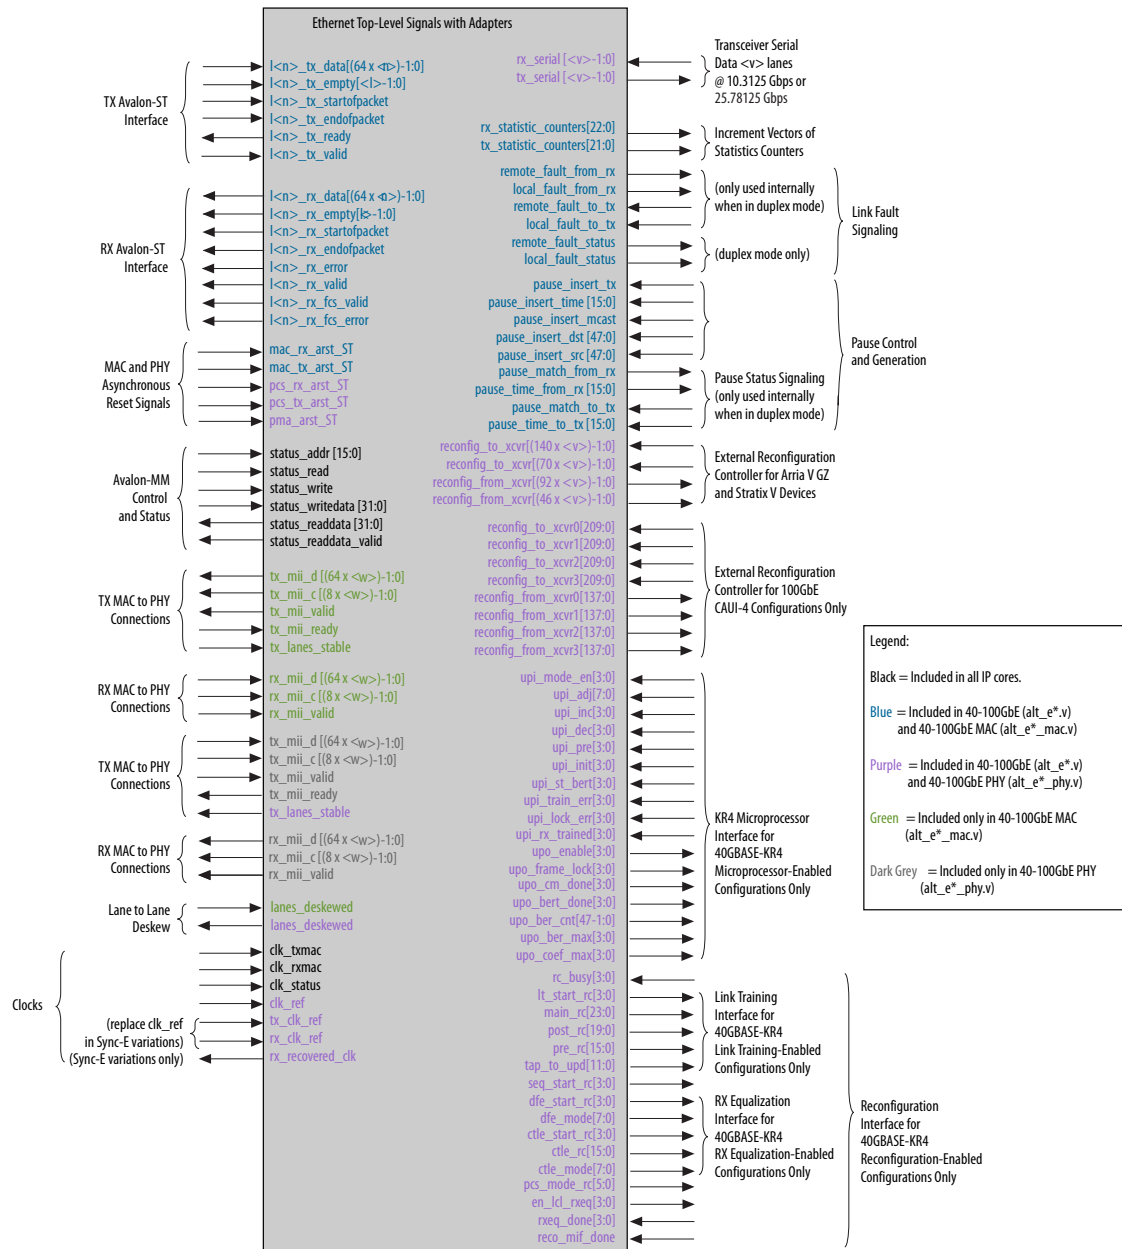 Ethernet Top-Level Signals with Adapters
TX Avalon-ST
Interface
l<n>_tx_data[(64 x <n>)-1:0]
l<n>_tx_empty[<l>-1:0]
l<n>_tx_startofpacket
l<n>_tx_endofpacket
l<n>_tx_ready
l<n>_tx_valid
RX Avalon-ST
Interface
l<n>_rx_data[(64 x <n>)-1:0]
l<n>_rx_empty[<l>-1:0]
l<n>_rx_startofpacket
l<n>_rx_endofpacket
l<n>_rx_error
l<n>_rx_valid
l<n>_rx_fcs_valid
l<n>_rx_fcs_error
MAC and PHY
Asynchronous
Reset Signals
mac_rx_arst_ST
mac_tx_arst_ST
pcs_rx_arst_ST
pcs_tx_arst_ST
pma_arst_ST
Avalon-MM
Control
and Status
status_addr [15:0]
status_read
status_write
status_writedata [31:0]
status_readdata [31:0]
status_readdata_valid
TX MAC to PHY
Connections
tx_mii_d [(64 x <w>)-1:0]
tx_mii_c [(8 x <w>)-1:0]
tx_mii_valid
tx_mii_ready
tx_lanes_stable
RX MAC to PHY
Connections
rx_mii_d [(64 x <w>)-1:0]
rx_mii_c [(8 x <w>)-1:0]
rx_mii_valid
TX MAC to PHY
Connections
tx_mii_d [(64 x <w>)-1:0]
tx_mii_c [(8 x <w>)-1:0]
tx_mii_valid
tx_mii_ready
tx_lanes_stable
RX MAC to PHY
Connections
rx_mii_d [(64 x <w>)-1:0]
rx_mii_c [(8 x <w>)-1:0]
rx_mii_valid
Lane to Lane
Deskew
lanes_deskewed
lanes_deskewed
Clocks
clk_txmac
clk_rxmac
clk_status
clk_ref
(replace clk_ref
in Sync-E variations)
(Sync-E variations only)
tx_clk_ref
rx_clk_ref
rx_recovered_clk
rx_serial [<v>-1:0]
tx_serial [<v>-1:0]
Transceiver Serial
Data <v> lanes
@ 10.3125 Gbps or
25.78125 Gbps
rx_statistic_counters[22:0]
tx_statistic_counters[21:0]
Increment Vectors of
Statistics Counters
remote_fault_from_rx
local_fault_from_rx
remote_fault_to_tx
local_fault_to_tx
remote_fault_status
local_fault_status
(only used internally
when in duplex mode)
(duplex mode only)
Link Fault
Signaling
pause_insert_tx
pause_insert_time [15:0]
pause_insert_mcast
pause_insert_dst [47:0]
pause_insert_src [47:0]
pause_match_from_rx
pause_time_from_rx [15:0]
pause_match_to_tx
pause_time_to_tx [15:0]
Pause Status Signaling
(only used internally
when in duplex mode)
Pause Control
and Generation
reconfig_to_xcvr[(140 x <v>)-1:0]
reconfig_to_xcvr[(70 x <v>)-1:0]
reconfig_from_xcvr[(92 x <v>)-1:0]
reconfig_from_xcvr[(46 x <v>)-1:0]
External Reconfiguration
Controller for Arria V GZ
and Stratix V Devices
reconfig_to_xcvr0[209:0]
reconfig_to_xcvr1[209:0]
reconfig_to_xcvr2[209:0]
reconfig_to_xcvr3[209:0]
reconfig_from_xcvr0[137:0]
reconfig_from_xcvr1[137:0]
reconfig_from_xcvr2[137:0]
reconfig_from_xcvr3[137:0]
External Reconfiguration
Controller for 100GbE
CAUI-4 Configurations Only
upi_mode_en[3:0]
upi_adj[7:0]
upi_inc[3:0]
upi_dec[3:0]
upi_pre[3:0]
upi_init[3:0]
upi_st_bert[3:0]
upi_train_err[3:0]
upi_lock_err[3:0]
upi_rx_trained[3:0]
upo_enable[3:0]
upo_frame_lock[3:0]
upo_cm_done[3:0]
upo_bert_done[3:0]
upo_ber_cnt[47-1:0]
upo_ber_max[3:0]
upo_coef_max[3:0]
KR4 Microprocessor
Interface for
40GBASE-KR4
Microprocessor-Enabled
Configurations Only
rc_busy[3:0]
lt_start_rc[3:0]
main_rc[23:0]
post_rc[19:0]
pre_rc[15:0]
tap_to_upd[11:0]
seq_start_rc[3:0]
dfe_start_rc[3:0]
dfe_mode[7:0]
ctle_start_rc[3:0]
ctle_rc[15:0]
ctle_mode[7:0]
pcs_mode_rc[5:0]
en_lcl_rxeq[3:0]
rxeq_done[3:0]
reco_mif_done
Link Training
Interface for
40GBASE-KR4
Link Training-Enabled
Configurations Only
RX Equalization
Interface for
40GBASE-KR4
RX Equalization-Enabled
Configurations Only
Reconfiguration
Interface for
40GBASE-KR4
Reconfiguration-Enabled
Configurations Only
Legend:
Black = Included in all IP cores.
Blue = Included in 40-100GbE (alt_e*.v)
and 40-100GbE MAC (alt_e*_mac.v)
Purple = Included in 40-100GbE (alt_e*.v)
and 40-100GbE PHY (alt_e*_phy.v)
Green = Included only in 40-100GbE MAC
(alt_e*_mac.v)
Dark Grey = Included only in 40-100GbE PHY
(alt_e*_phy.v)